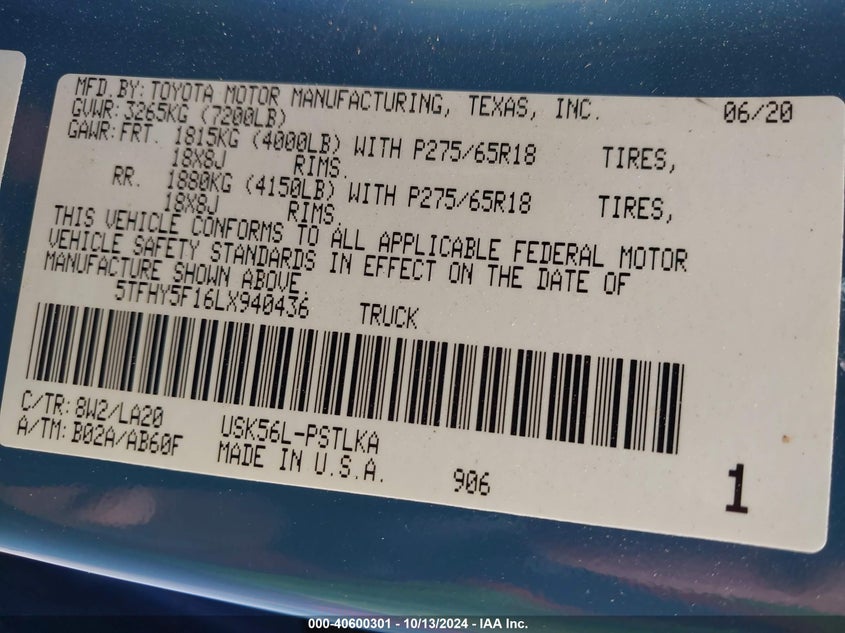 MFD. BY: TOYOTA MOTOR MANUFACTURING, TEXAS, INC. 06/20
GVWR: 3265KG (7200LB)
GAWR: FRT. 1815KG (4000LB) WITH P275/65R18 TIRES,
18X8J RIMS.
RR. 1880KG (4150LB) WITH P275/65R18 TIRES,
18X8J RIMS.
THIS VEHICLE CONFORMS TO ALL APPLICABLE FEDERAL MOTOR
VEHICLE SAFETY STANDARDS IN EFFECT ON THE DATE OF
MANUFACTURE SHOWN ABOVE.
5TFHY5F16LX940436 TRUCK
C/TR: 8W2/LA20
A/TM: B02A/AB60F
USK56L-PSTLKA
MADE IN U.S.A.
906
1
000-40600301 - 10/13/2024 - IAA Inc.